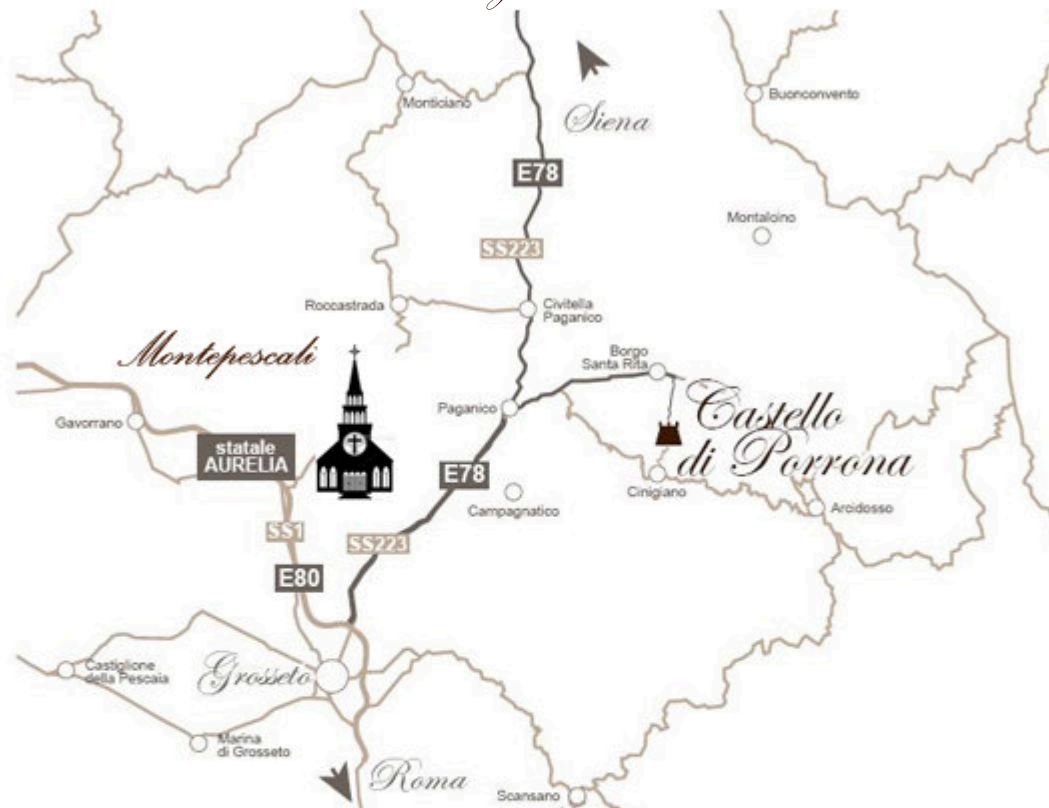 Monticiano
Siena
Buonconvento
E78
Montaloino
SS223
Roccastrada
Civitella
Paganico
Montepescali
Borgo
Santa Rita
Castello
di Porrona
Paganico
Gavorrano
statale
AURELIA
E78
Cinigiano
Campagnatico
Arcidosso
SS1
SS223
E80
Castiglione
della Pescaia
Grosseto
Marina
di Grosseto
Roma
Scansano